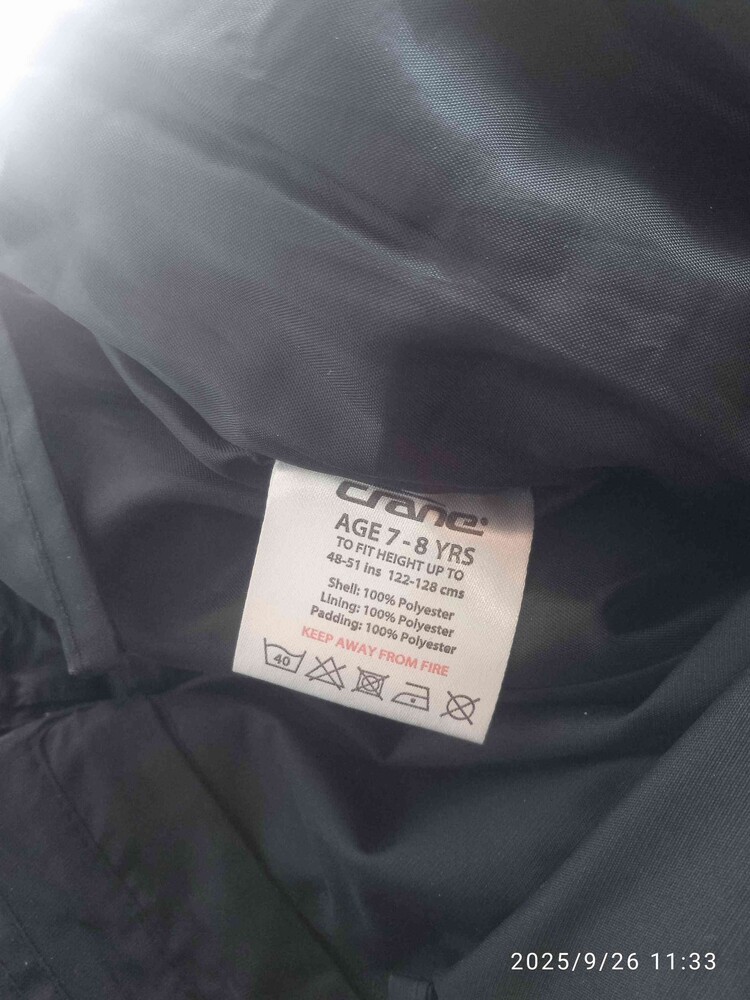 crane
AGE 7 - 8 YRS
TO FIT HEIGHT UP TO
48-51 ins 122-128 cms
Shell: 100% Polyester
Lining: 100% Polyester
Padding: 100% Polyester
KEEP AWAY FROM FIRE
40
2025/9/26 11:33